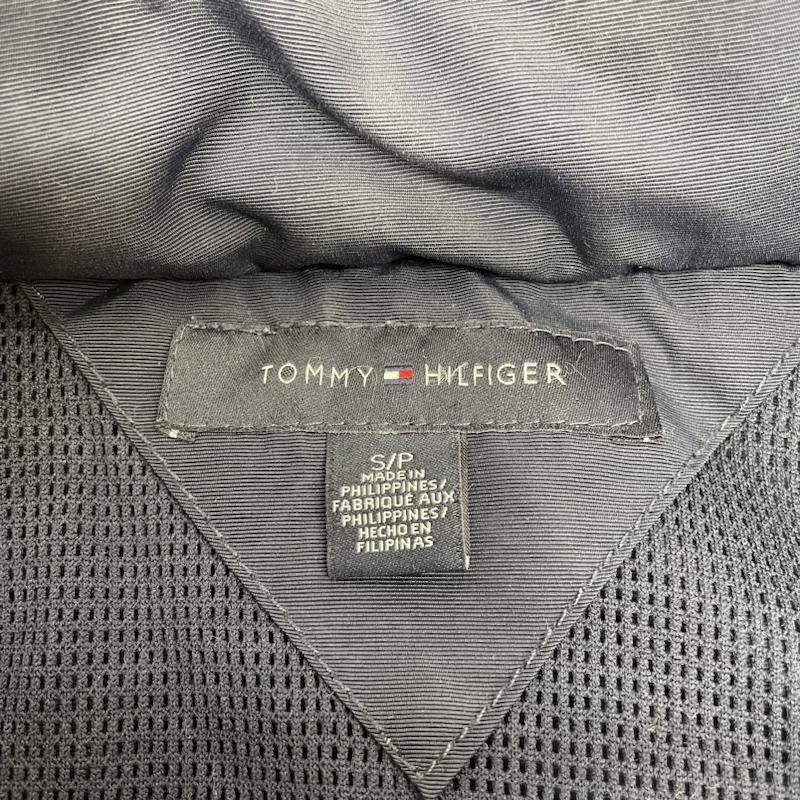 TOMMY HILFIGER
S/P
MADE IN
PHILIPPINES/
FABRIQUÉ AUX
PHILIPPINES/
HECHO EN
FILIPINAS